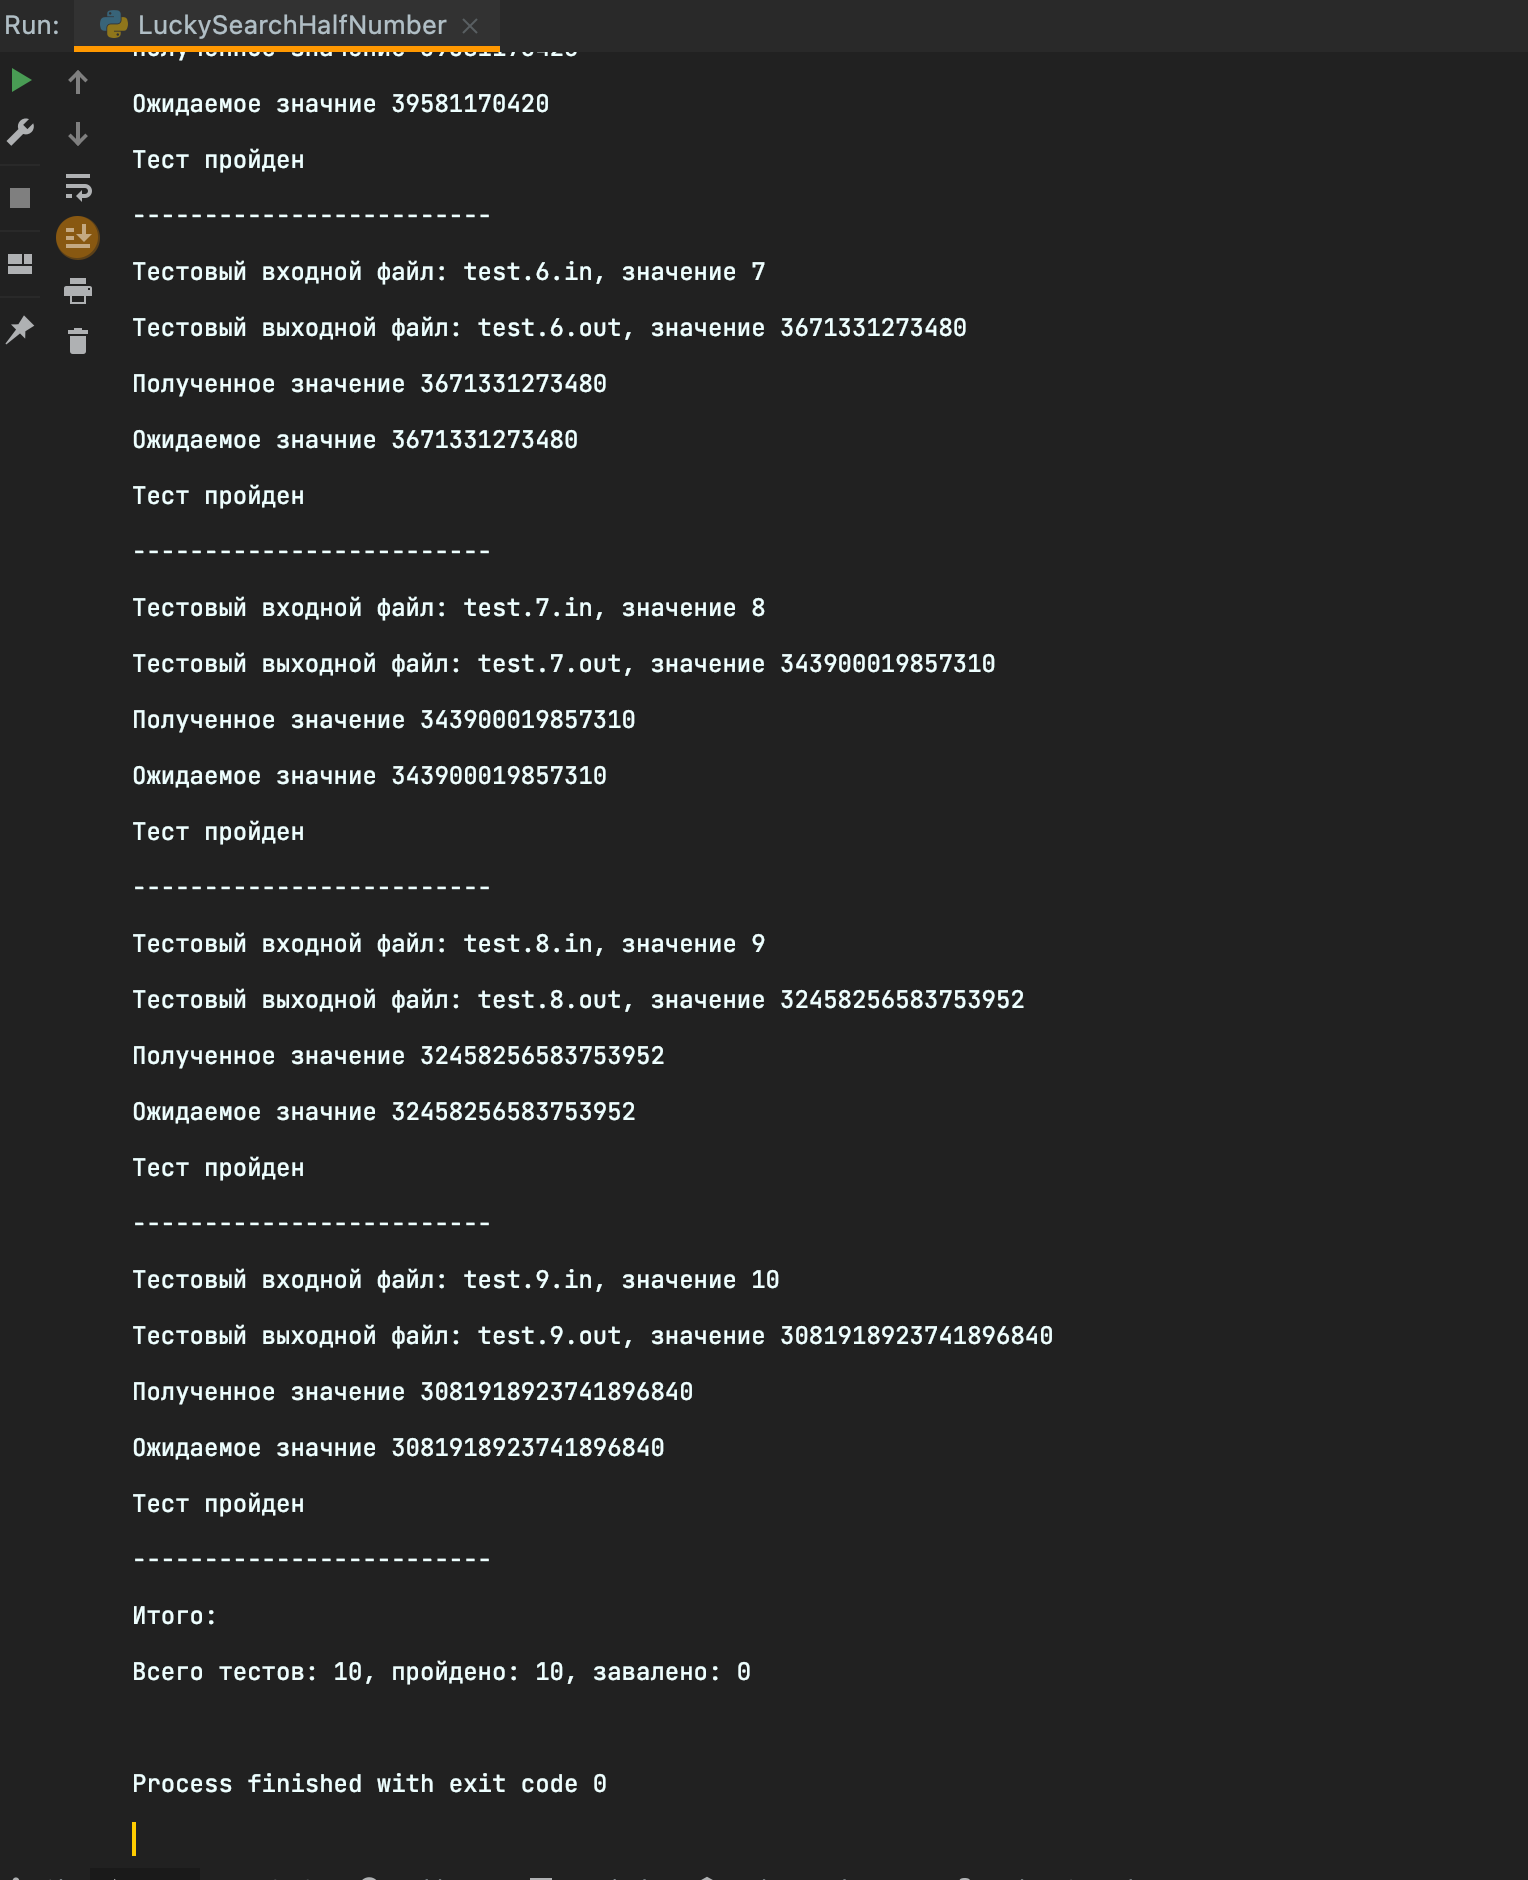 Run:
LuckySearchHalfNumber
Ожидаемое значние 39581170420
Тест пройден
-------------------------
Тестовый входной файл: test.6.in, значение 7
Тестовый выходной файл: test.6.out, значение 3671331273480
Полученное значение 3671331273480
Ожидаемое значние 3671331273480
Тест пройден
-------------------------
Тестовый входной файл: test.7.in, значение 8
Тестовый выходной файл: test.7.out, значение 343900019857310
Полученное значение 343900019857310
Ожидаемое значние 343900019857310
Тест пройден
-------------------------
Тестовый входной файл: test.8.in, значение 9
Тестовый выходной файл: test.8.out, значение 32458256583753952
Полученное значение 32458256583753952
Ожидаемое значние 32458256583753952
Тест пройден
-------------------------
Тестовый входной файл: test.9.in, значение 10
Тестовый выходной файл: test.9.out, значение 3081918923741896840
Полученное значение 3081918923741896840
Ожидаемое значние 3081918923741896840
Тест пройден
-------------------------
Итого:
Всего тестов: 10, пройдено: 10, завалено: 0
Process finished with exit code 0